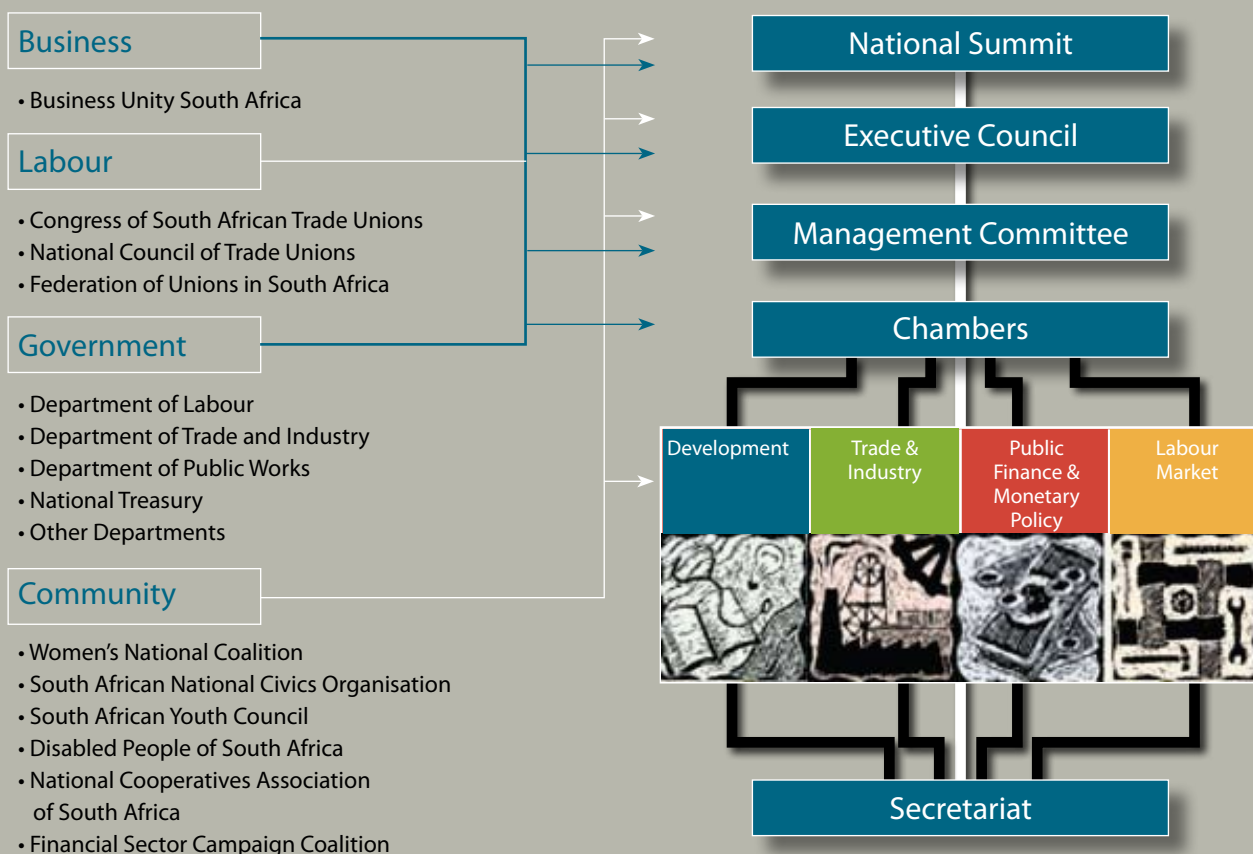 Business
• Business Unity South Africa
Labour
• Congress of South African Trade Unions
• National Council of Trade Unions
• Federation of Unions in South Africa
Government
• Department of Labour
• Department of Trade and Industry
• Department of Public Works
• National Treasury
• Other Departments
Community
• Women's National Coalition
• South African National Civics Organisation
• South African Youth Council
• Disabled People of South Africa
• National Cooperatives Association
of South Africa
• Financial Sector Campaign Coalition
National Summit
Executive Council
Management Committee
Chambers
Development
Trade &
Industry
Public
Finance &
Monetary
Policy
Labour
Market
Secretariat